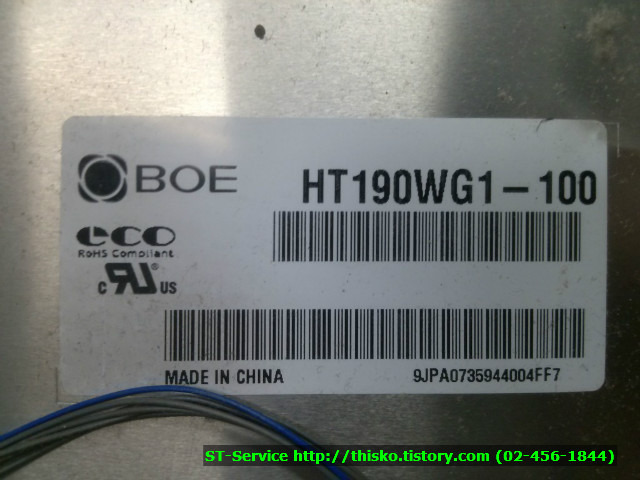 BOE
HT190WG1-100
eco
RoHS Compliant
c RU® US
MADE IN CHINA
9JPA0735944004FF7
ST-Service http://thisko.tistory.com (02-456-1844)